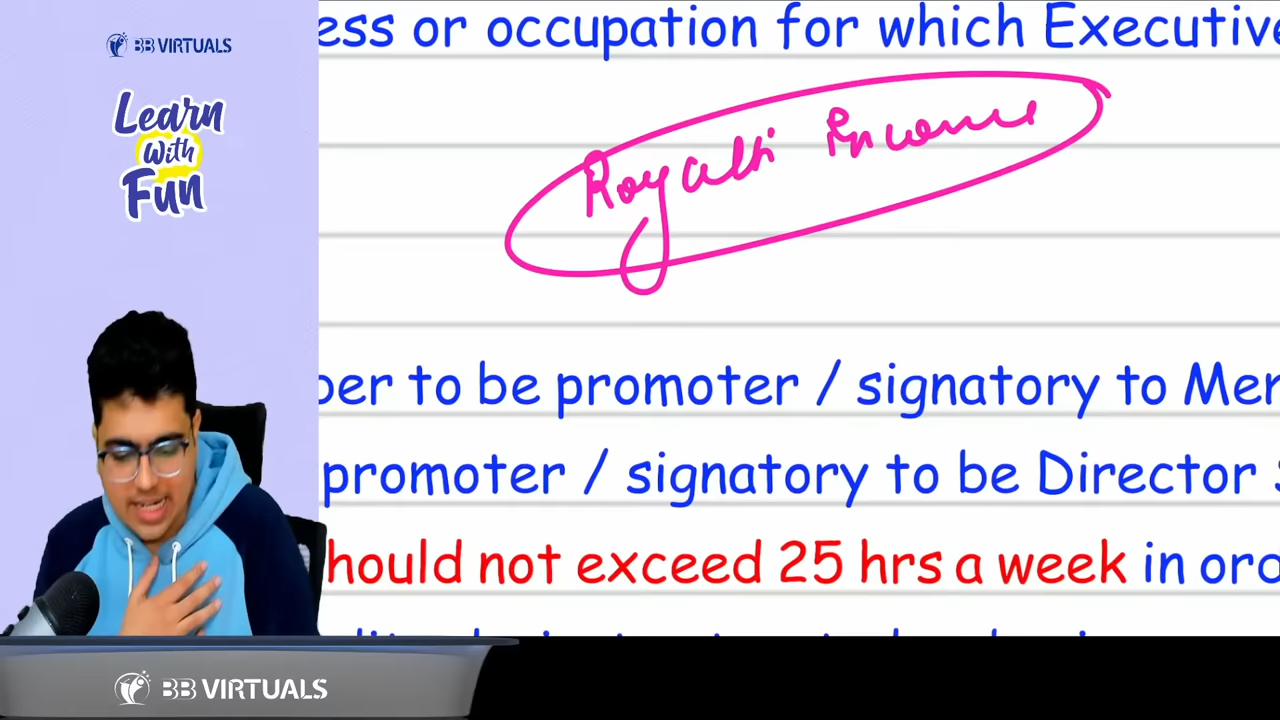 BB VIRTUALS
Learn
With
Fun
ess or occupation for which Executive
Royalti Income
ber to be promoter / signatory to Mem
promoter / signatory to be Director S
hould not exceed 25 hrs a week in ord
BB VIRTUALS